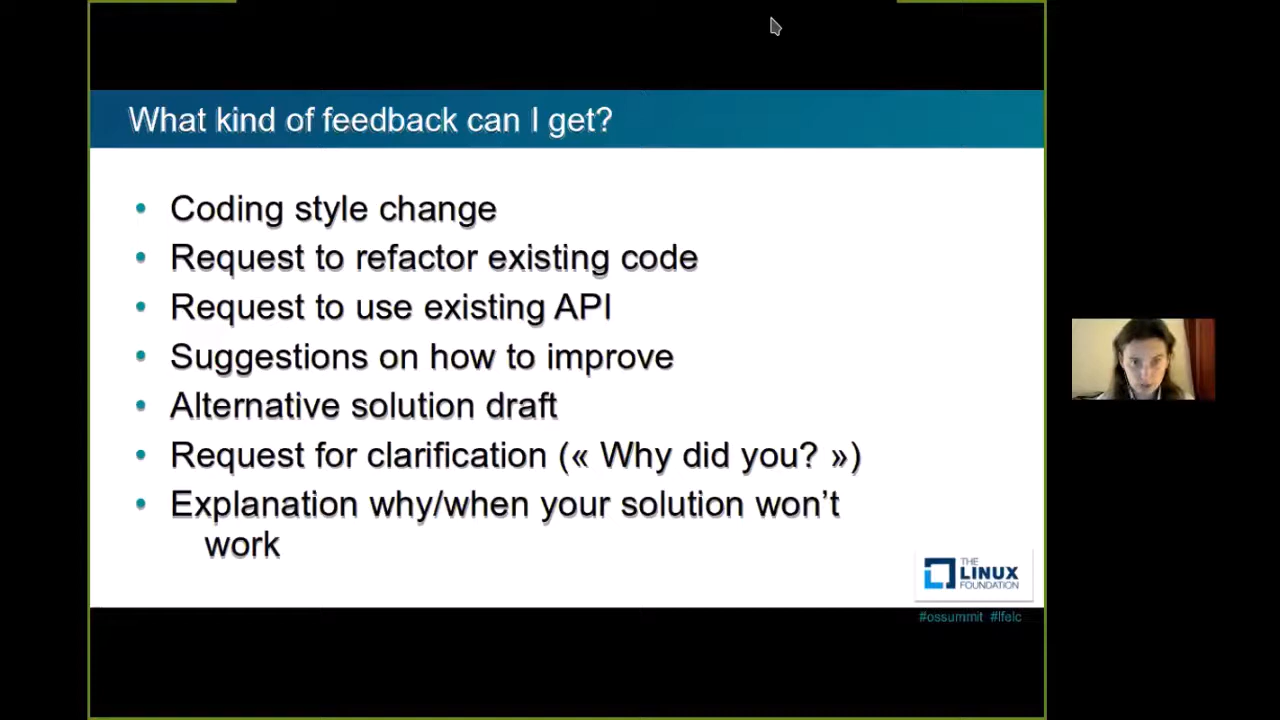 What kind of feedback can I get?
• Coding style change
• Request to refactor existing code
• Request to use existing API
• Suggestions on how to improve
• Alternative solution draft
• Request for clarification (« Why did you? »)
• Explanation why/when your solution won’t
work
THE
LINUX
FOUNDATION
#ossummit #lfelc